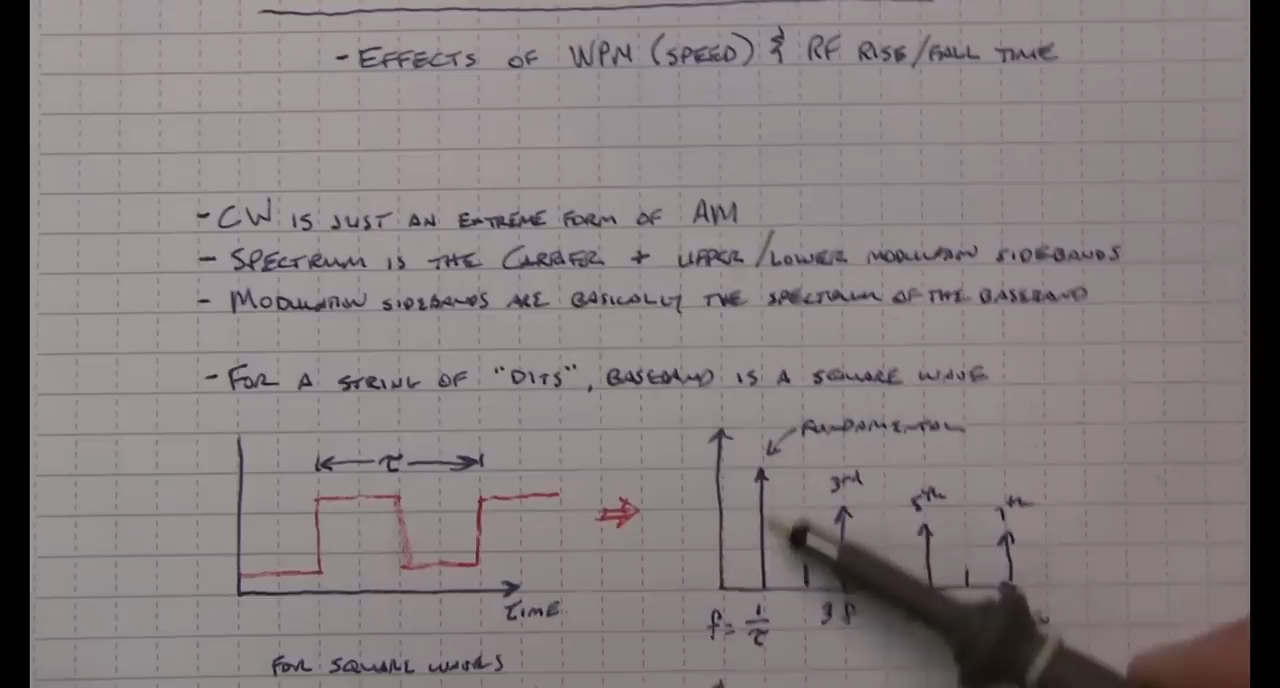 - EFFECTS OF WPM (SPEED) & RF RISE/FALL TIME
- CW IS JUST AN EXTREME FORM OF AM
- SPECTRUM IS THE CARRIER + UPPER/LOWER MODULATION SIDEBANDS
- MODULATION SIDEBANDS ARE BASICALLY THE SPECTRUM OF THE BASEBAND
- FOR A STRING OF "DITS", BASEBAND IS A SQUARE WAVE
FUNDAMENTAL
τ
3rd
5th
7th
TIME
f = 1/τ
3f
FOR SQUARE WAVES